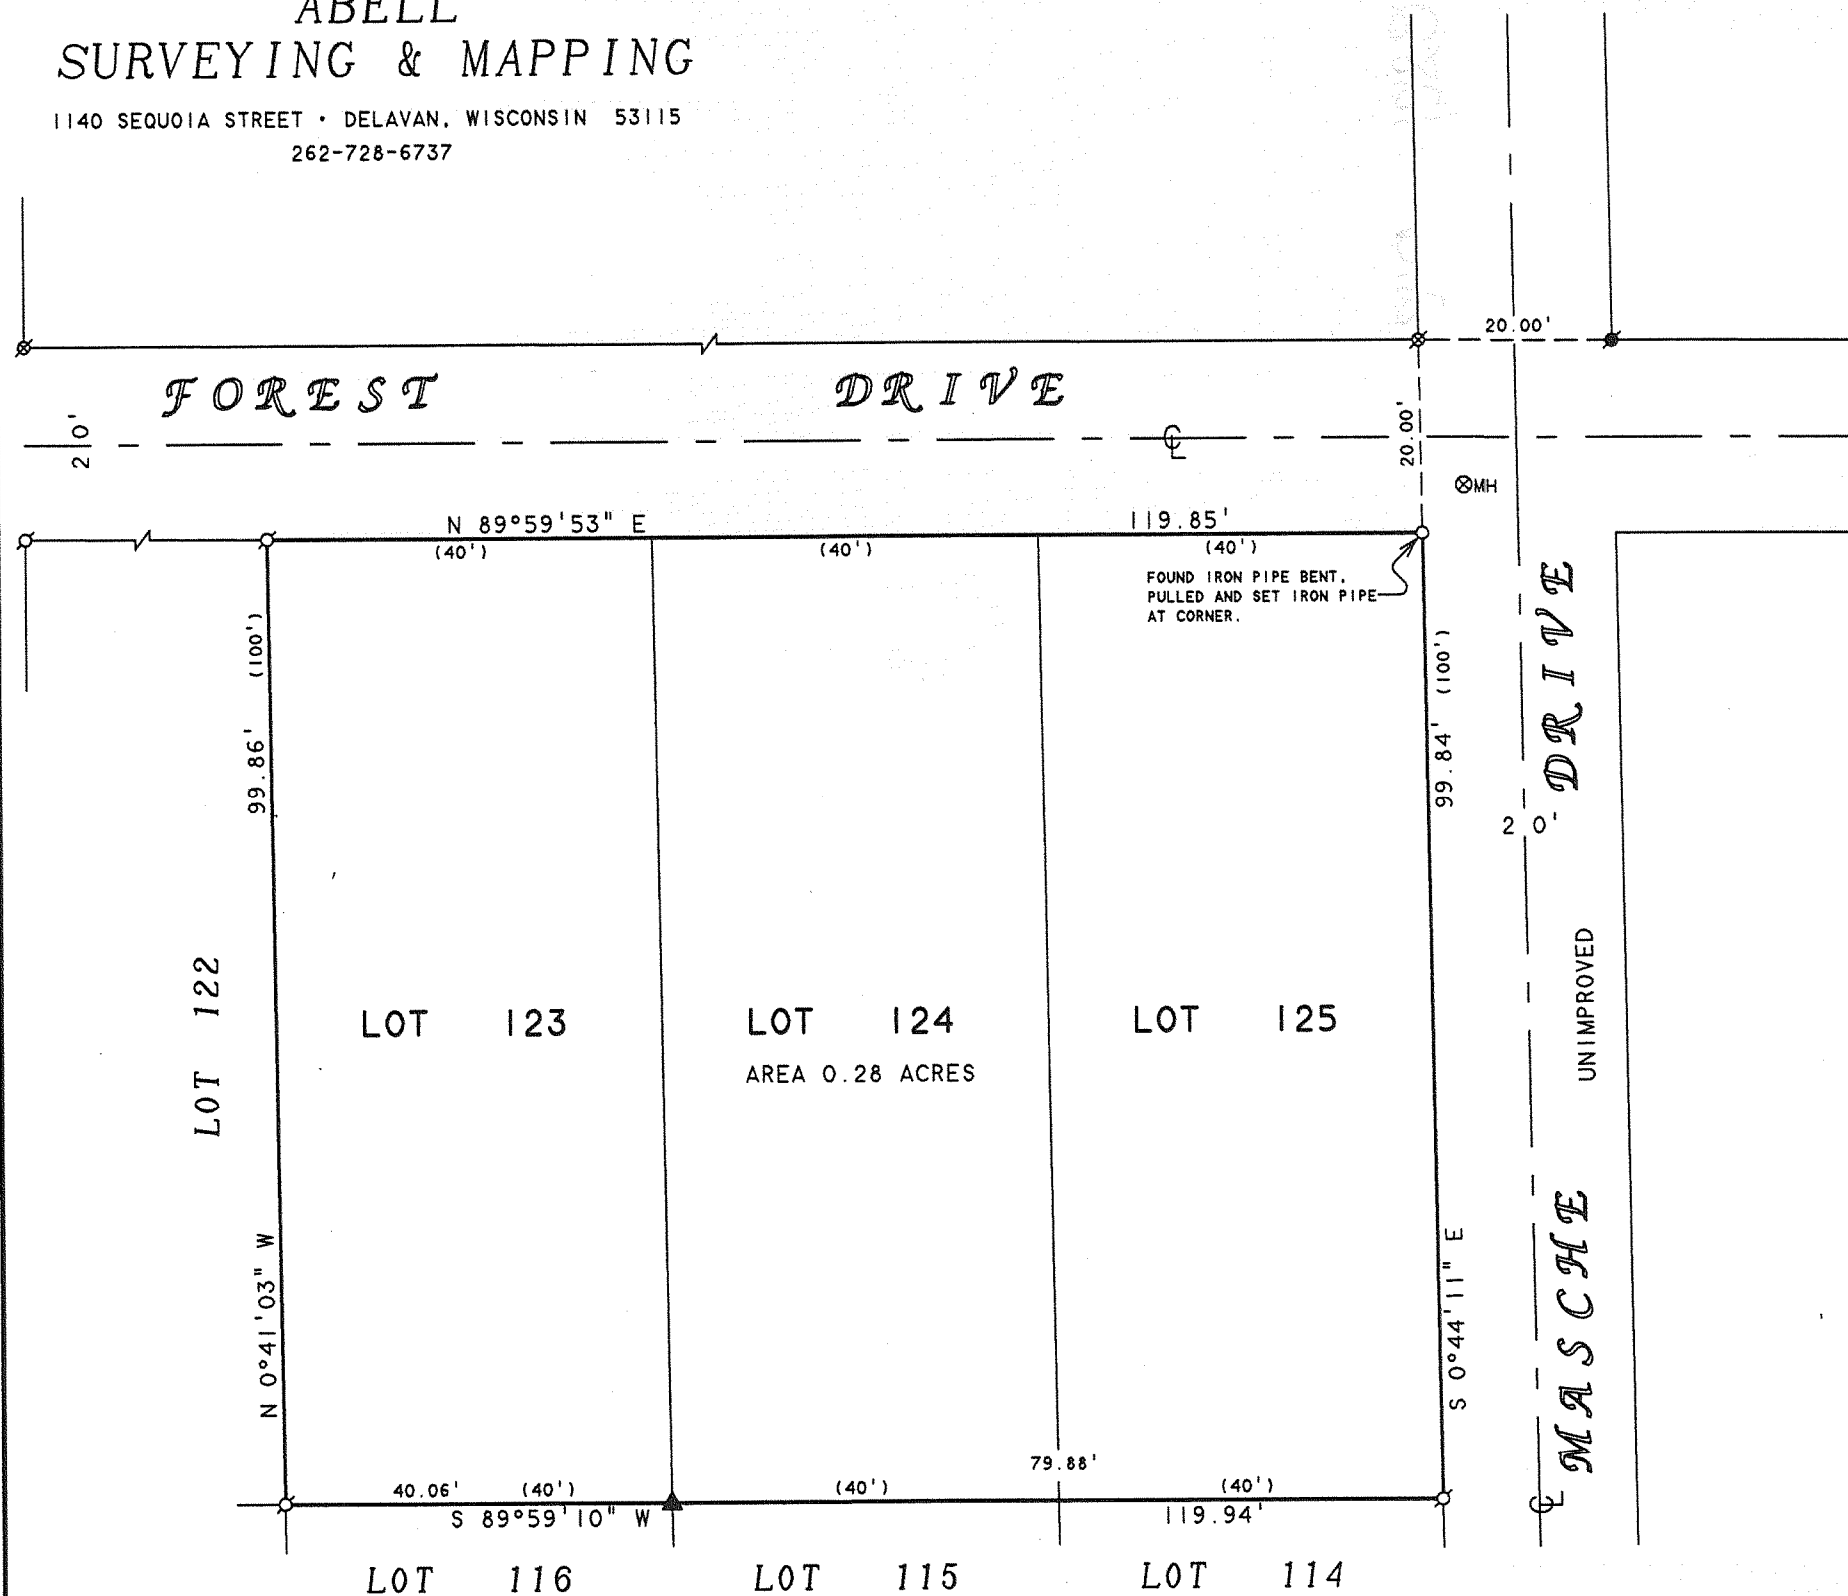 ABELL
SURVEYING & MAPPING
1140 SEQUOIA STREET • DELAVAN, WISCONSIN 53115
262-728-6737
20.00'
FOREST DRIVE
20'
20.00'
℄
⊗MH
N 89°59'53" E 119.85'
(40') (40') (40')
FOUND IRON PIPE BENT,
PULLED AND SET IRON PIPE
AT CORNER.
99.86' (100')
99.84' (100')
MASCHE DRIVE
20'
UNIMPROVED
LOT 122
LOT 123
LOT 124
LOT 125
AREA 0.28 ACRES
N 0°41'03" W
S 0°44'11" E
79.88'
40.06' (40') (40') (40')
S 89°59'10" W 119.94'
℄
LOT 116 LOT 115 LOT 114